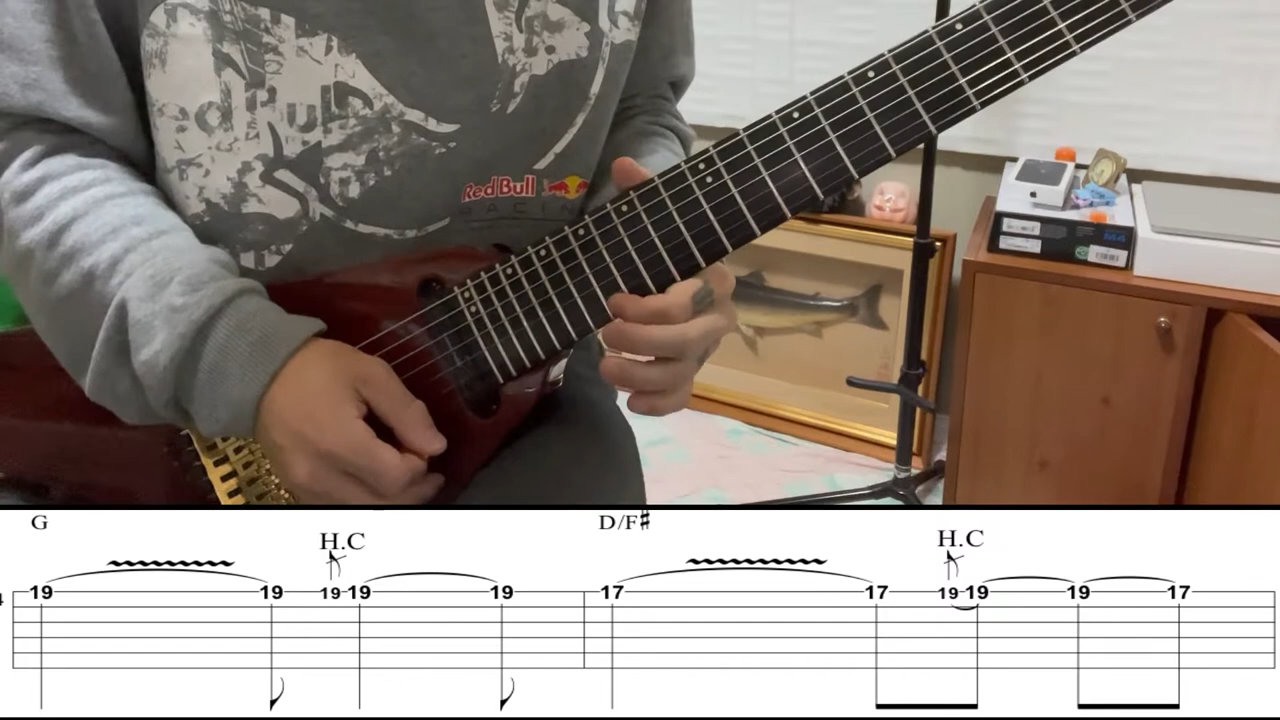 Red Bull
RACIN
G D/F♯
H.C H.C
19 19 19 19 19 17 17 19 19 19 17